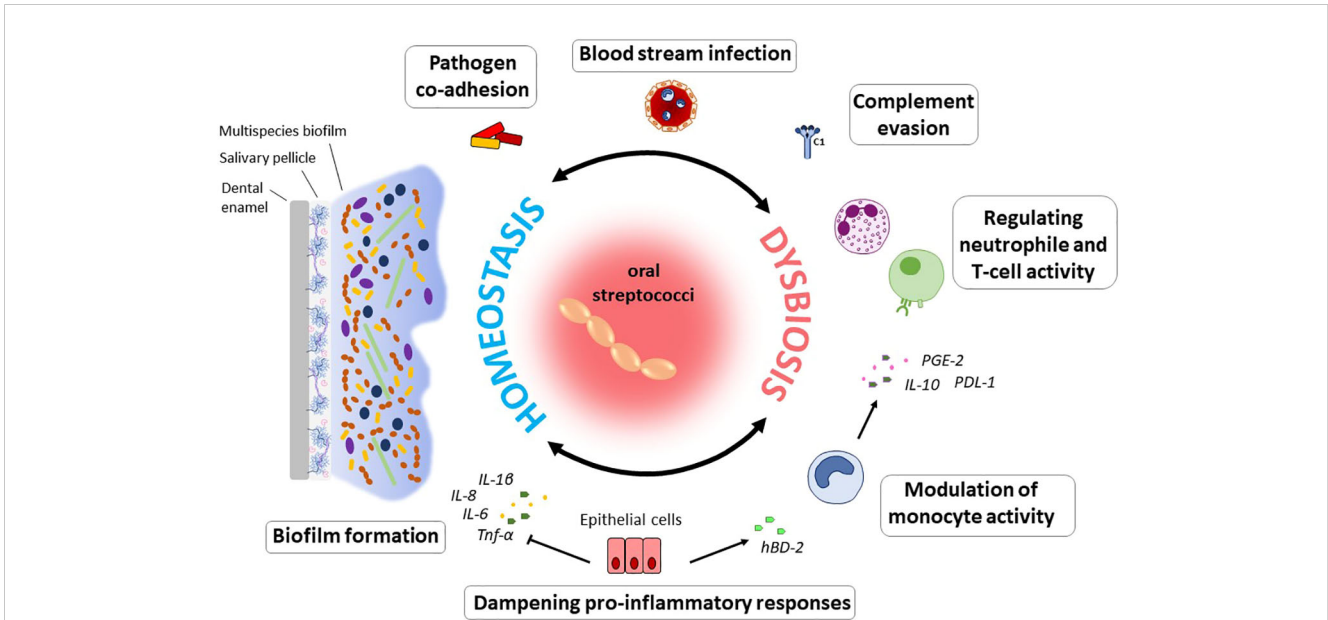 Pathogen
co-adhesion
Blood stream infection
Complement
evasion
C1
Multispecies biofilm
Salivary pellicle
Dental
enamel
Regulating
neutrophile and
T-cell activity
HOMEOSTASIS
oral
streptococci
DYSBIOSIS
PGE-2
IL-10
PDL-1
Modulation of
monocyte activity
IL-1β
IL-8
IL-6
Tnf-α
Epithelial cells
hBD-2
Biofilm formation
Dampening pro-inflammatory responses